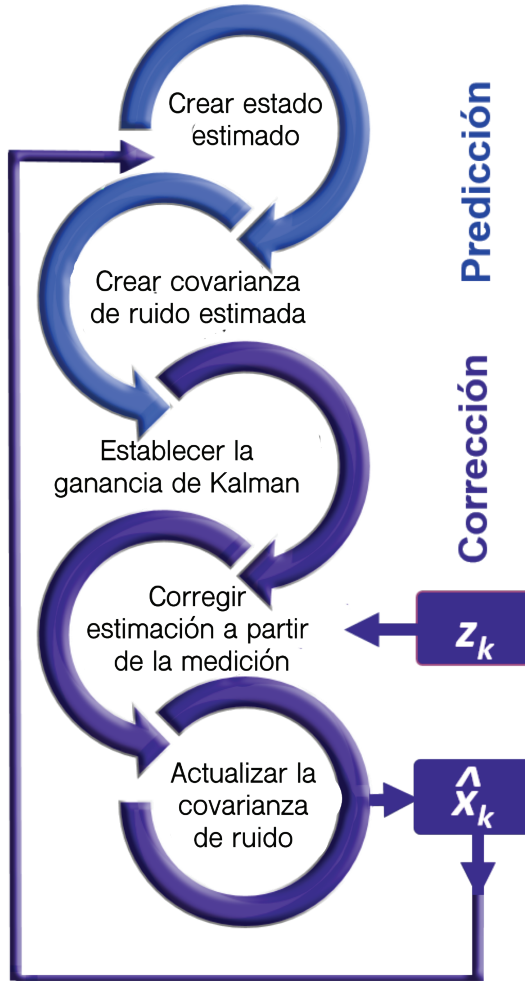 Crear estado
estimado
Predicción
Crear covarianza
de ruido estimada
Corrección
Establecer la
ganancia de Kalman
Corregir
estimación a partir
de la medición
z_k
Actualizar la
covarianza
de ruido
x̂_k